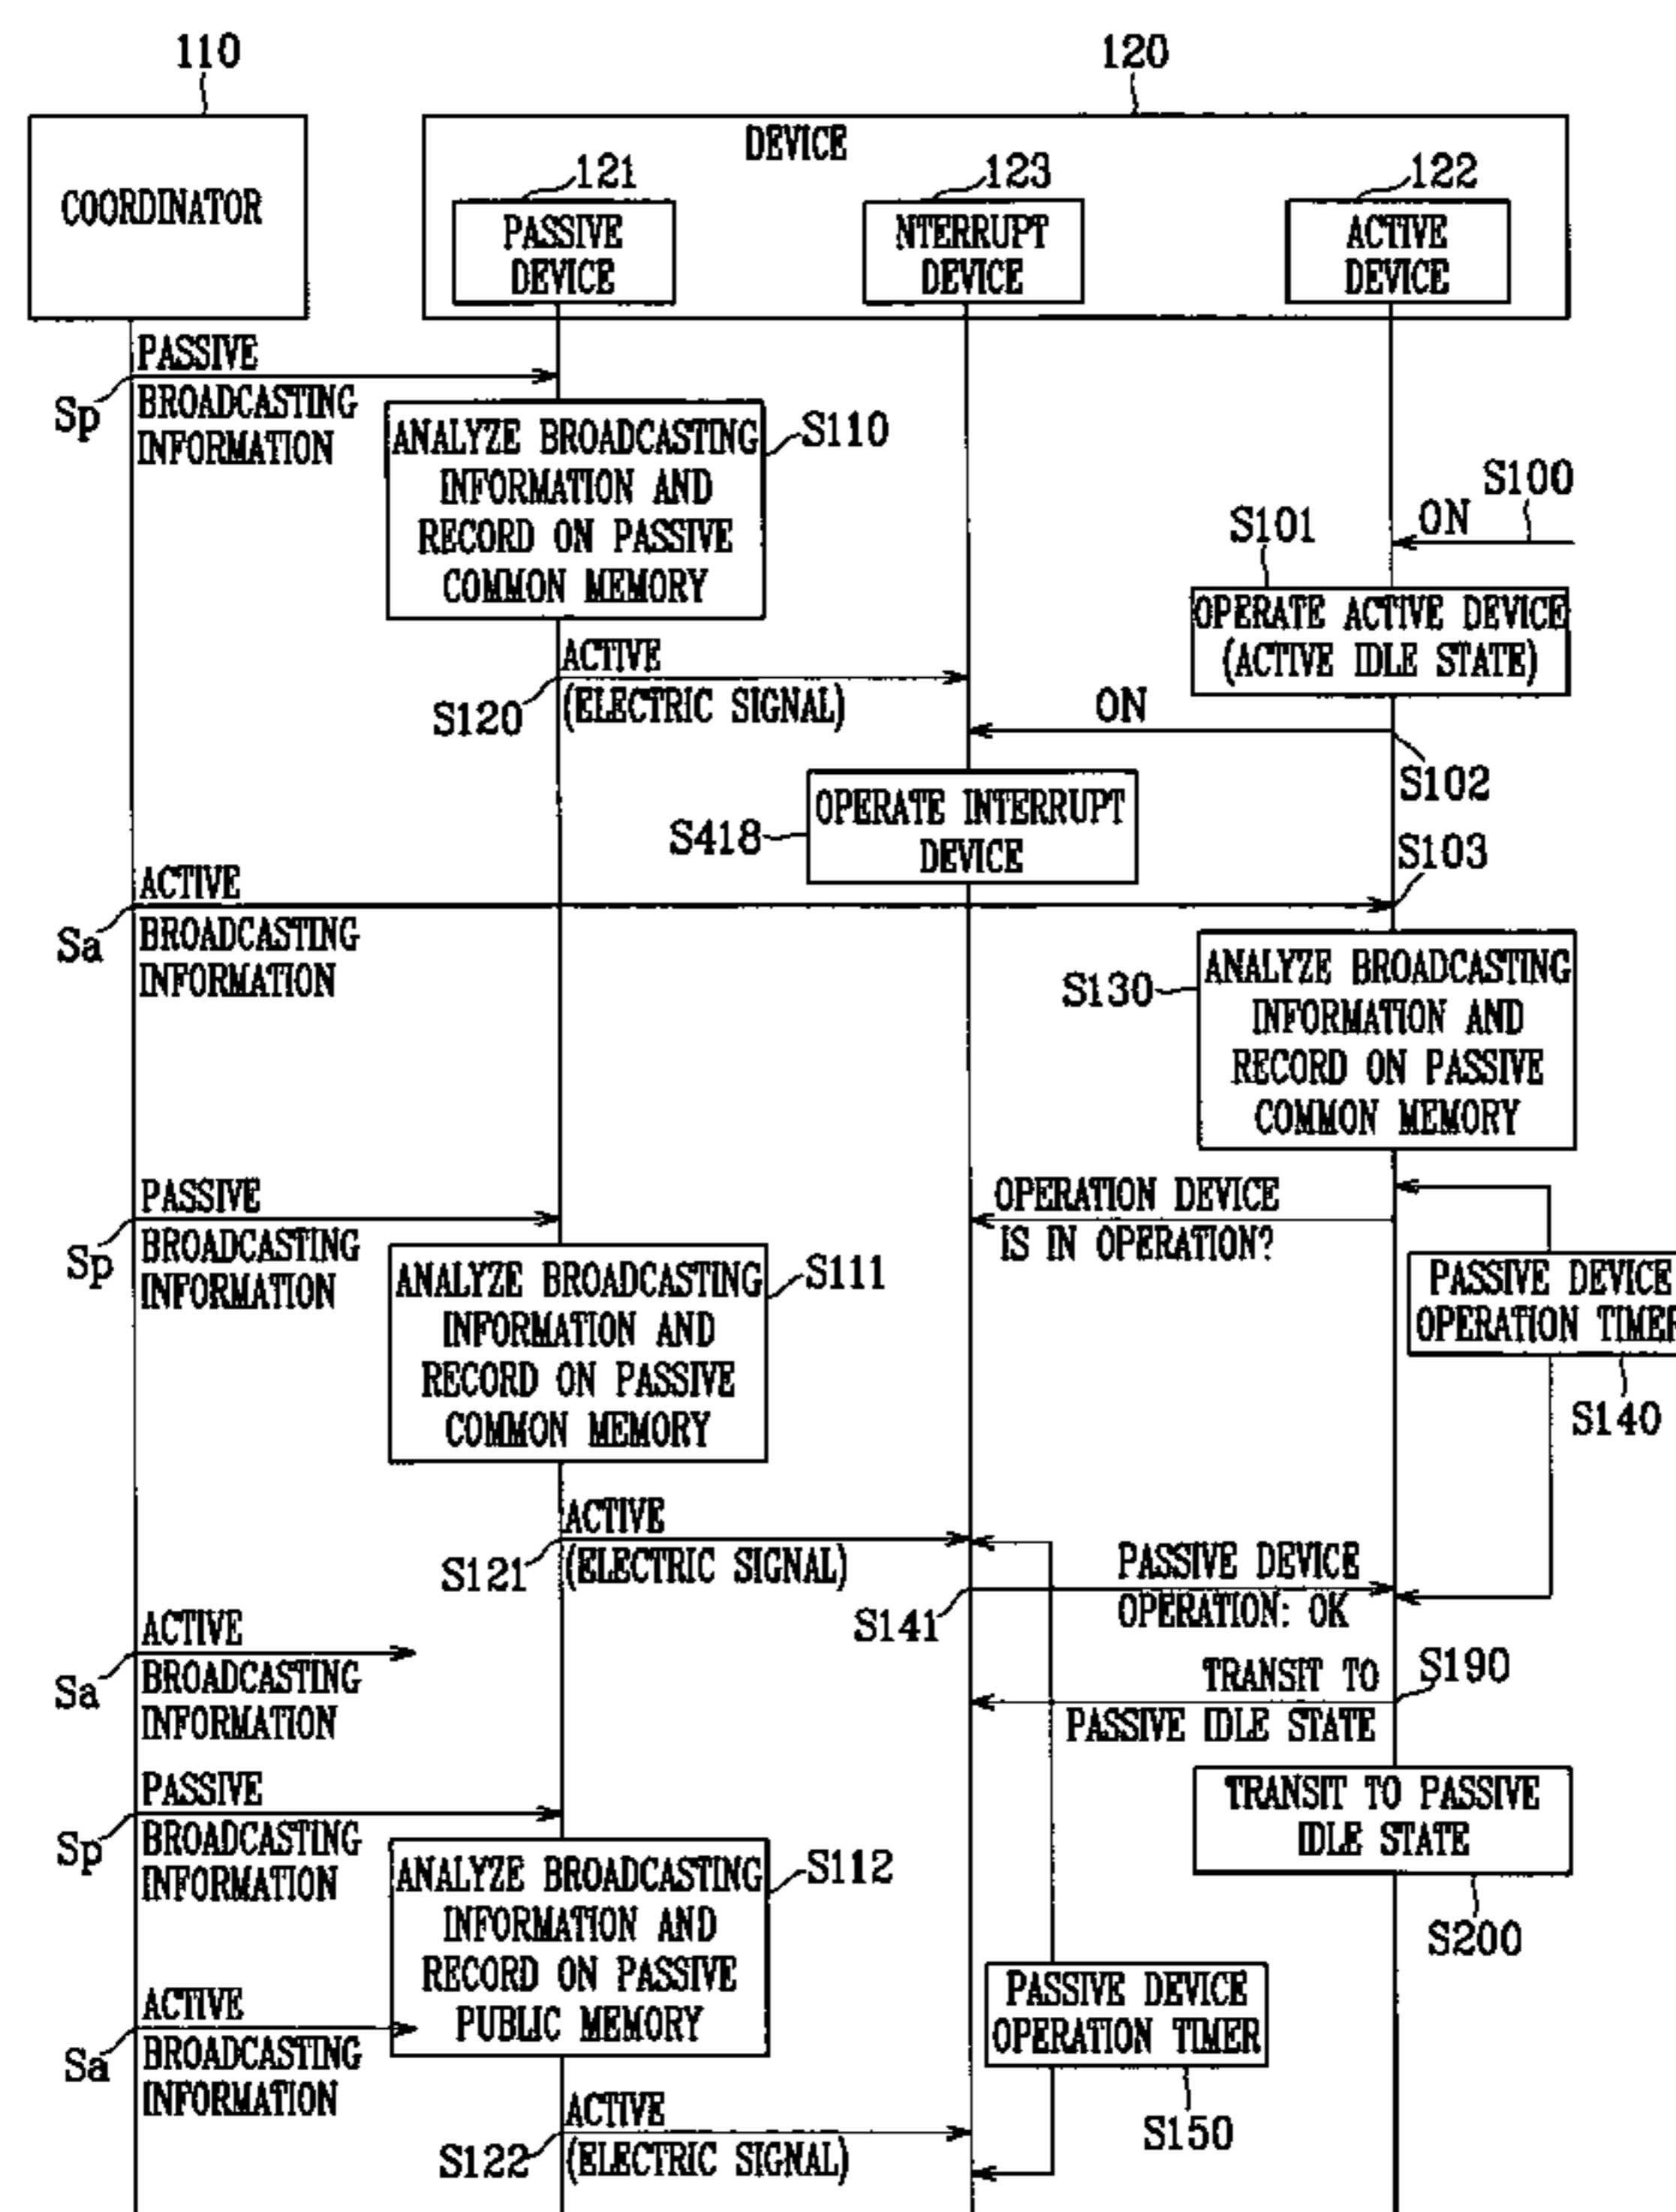 110
120
DEVICE
COORDINATOR
121
123
122
PASSIVE
DEVICE
NTERRUPT
DEVICE
ACTIVE
DEVICE
PASSIVE
Sp
BROADCASTING
INFORMATION
ANALYZE BROADCASTING
INFORMATION AND
RECORD ON PASSIVE
COMMON MEMORY
S110
S100
ON
S101
OPERATE ACTIVE DEVICE
(ACTIVE IDLE STATE)
ACTIVE
S120
(ELECTRIC SIGNAL)
ON
S102
S418
OPERATE INTERRUPT
DEVICE
S103
ACTIVE
Sa
BROADCASTING
INFORMATION
S130
ANALYZE BROADCASTING
INFORMATION AND
RECORD ON PASSIVE
COMMON MEMORY
PASSIVE
Sp
BROADCASTING
INFORMATION
OPERATION DEVICE
IS IN OPERATION?
ANALYZE BROADCASTING
INFORMATION AND
RECORD ON PASSIVE
COMMON MEMORY
S111
PASSIVE DEVICE
OPERATION TIMER
S140
ACTIVE
S121
(ELECTRIC SIGNAL)
PASSIVE DEVICE
S141
OPERATION: OK
ACTIVE
Sa
BROADCASTING
INFORMATION
S190
TRANSIT TO
PASSIVE IDLE STATE
PASSIVE
Sp
BROADCASTING
INFORMATION
TRANSIT TO PASSIVE
IDLE STATE
S200
ANALYZE BROADCASTING
INFORMATION AND
RECORD ON PASSIVE
PUBLIC MEMORY
S112
ACTIVE
Sa
BROADCASTING
INFORMATION
PASSIVE DEVICE
OPERATION TIMER
S150
ACTIVE
S122
(ELECTRIC SIGNAL)